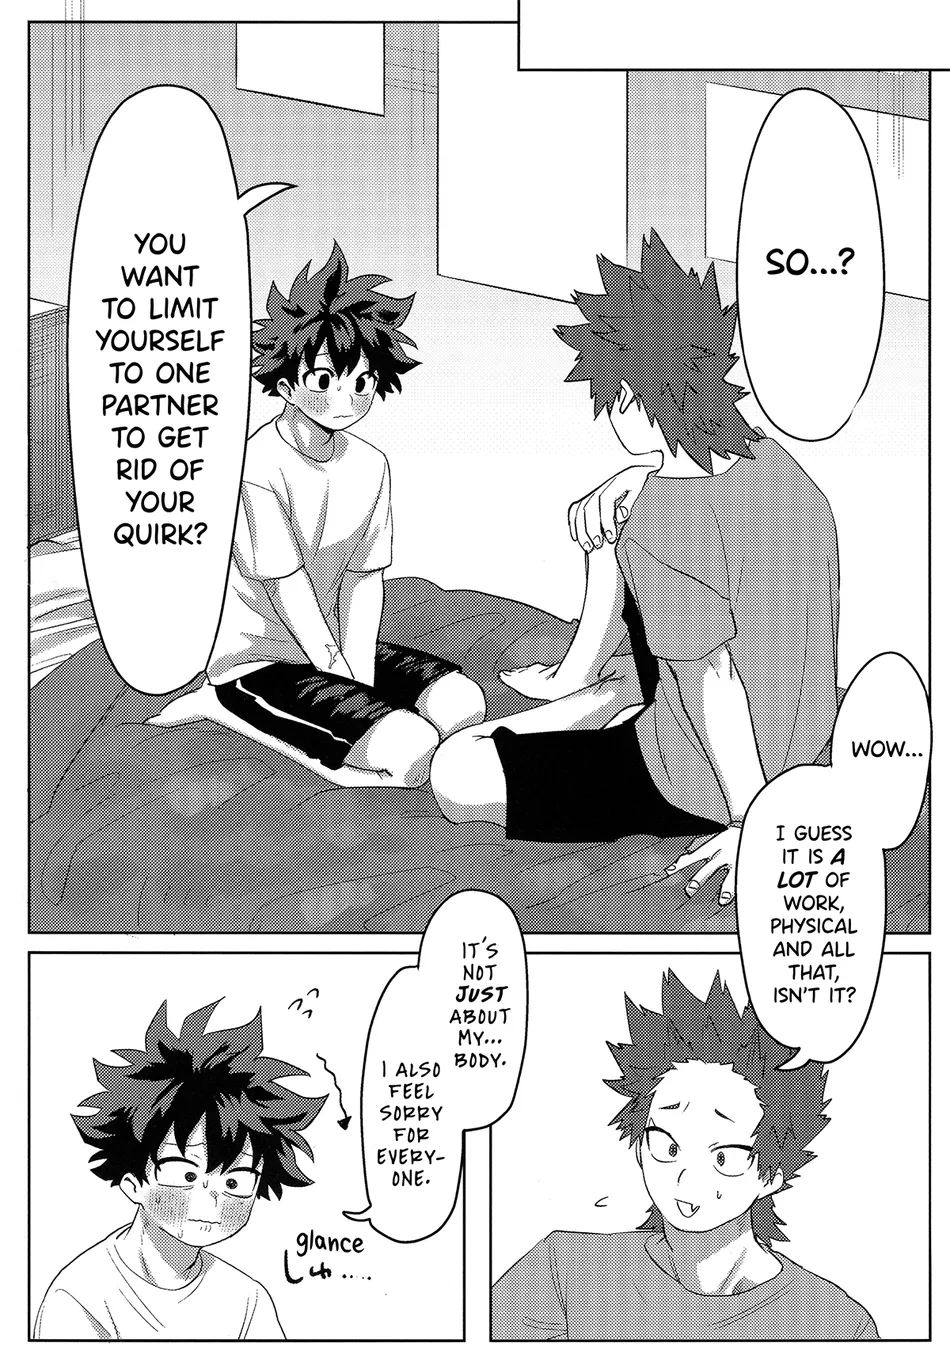 SO...?
YOU
WANT
TO LIMIT
YOURSELF
TO ONE
PARTNER
TO GET
RID OF
YOUR
QUIRK?
WOW...
I GUESS
IT IS A
LOT OF
WORK,
PHYSICAL
AND ALL
THAT,
ISN'T IT?
IT'S
NOT
JUST
ABOUT
MY...
BODY.
I ALSO
FEEL
SORRY
FOR
EVERY-
ONE.
glance